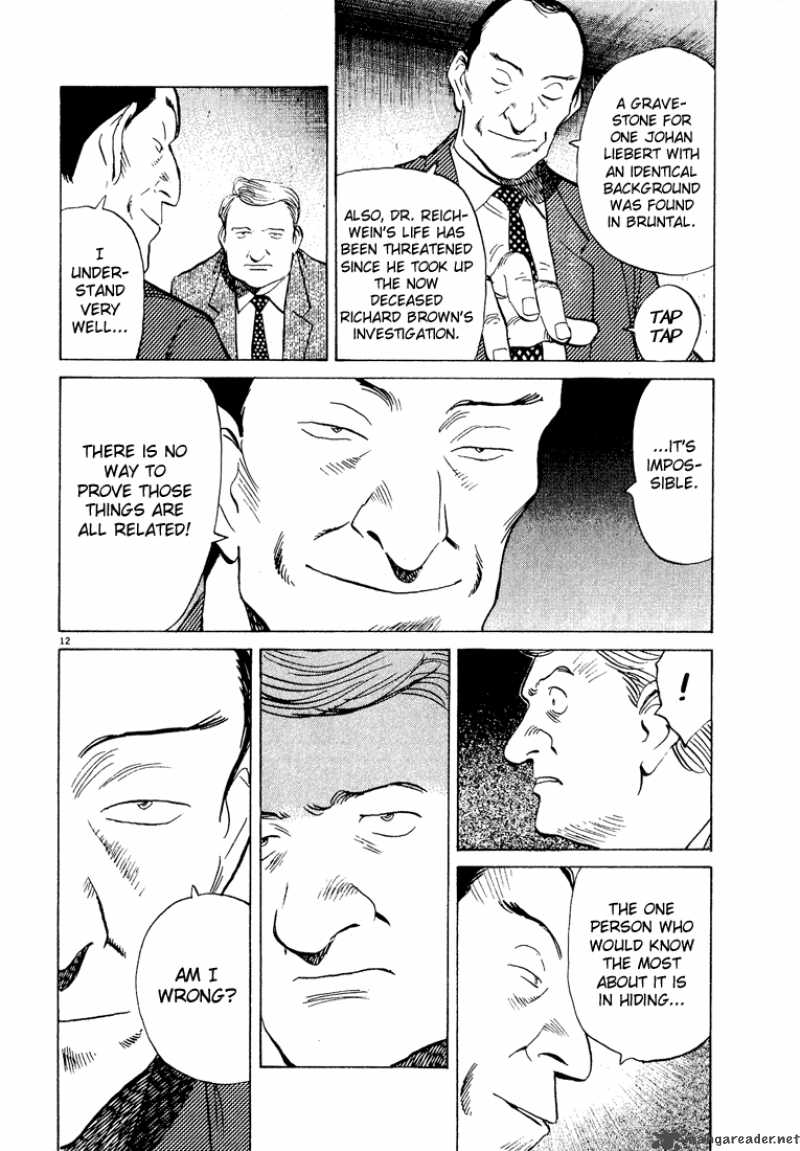 A GRAVE-
STONE FOR
ONE JOHAN
LIEBERT WITH
AN IDENTICAL
BACKGROUND
WAS FOUND
IN BRUNTAL.
TAP
TAP
ALSO, DR. REICH-
WEIN'S LIFE HAS
BEEN THREATENED
SINCE HE TOOK UP
THE NOW
DECEASED
RICHARD BROWN'S
INVESTIGATION.
I
UNDER-
STAND
VERY
WELL...
...IT'S
IMPOS-
SIBLE.
THERE IS NO
WAY TO
PROVE THOSE
THINGS ARE
ALL RELATED!
12
!
THE ONE
PERSON WHO
WOULD KNOW
THE MOST
ABOUT IT IS
IN HIDING...
AM I
WRONG?
mangareader.net